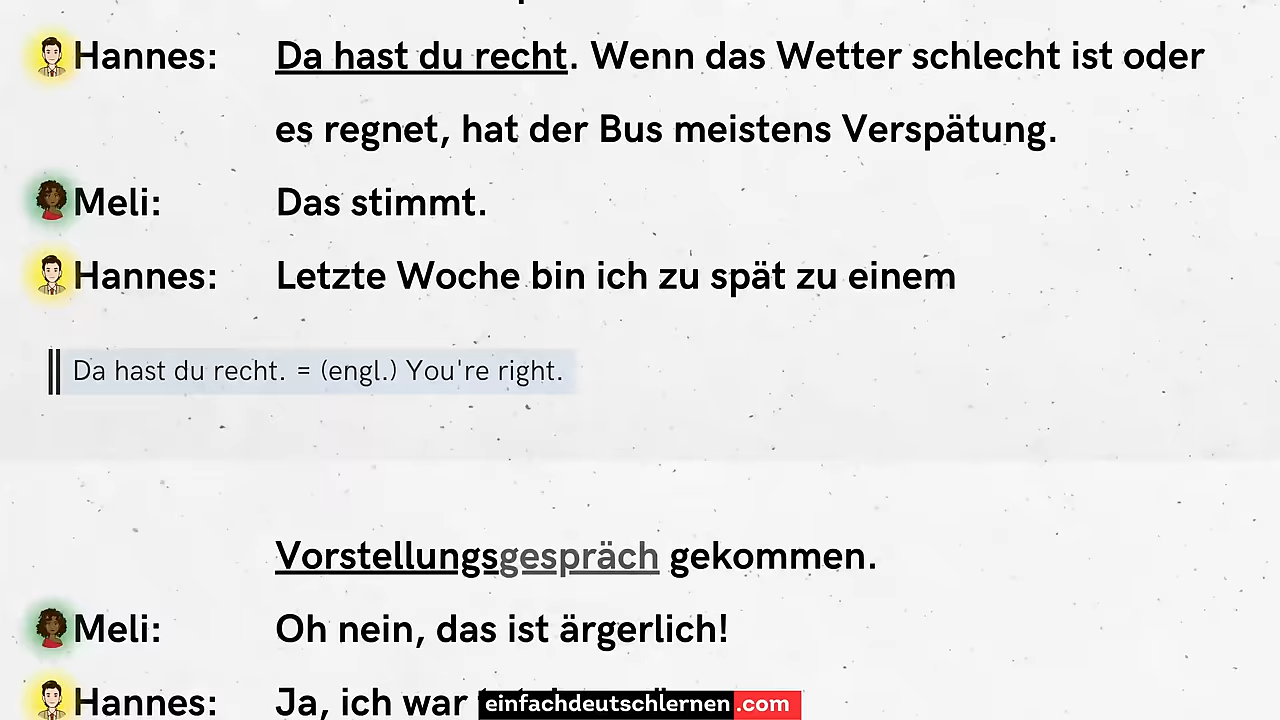 Hannes: Da hast du recht. Wenn das Wetter schlecht ist oder
es regnet, hat der Bus meistens Verspätung.
Meli: Das stimmt.
Hannes: Letzte Woche bin ich zu spät zu einem
Da hast du recht. = (engl.) You're right.
Vorstellungsgespräch gekommen.
Meli: Oh nein, das ist ärgerlich!
Hannes: Ja, ich war
einfachdeutschlernen.com